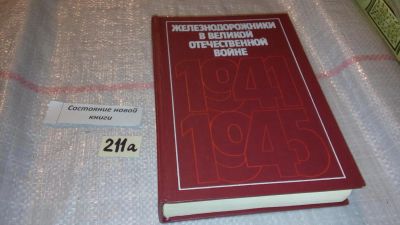 ЖЕЛЕЗНОДОРОЖНИКИ
В ВЕЛИКОЙ
ОТЕЧЕСТВЕННОЙ
ВОЙНЕ
1941
1945
Состояние новой
книги
211а